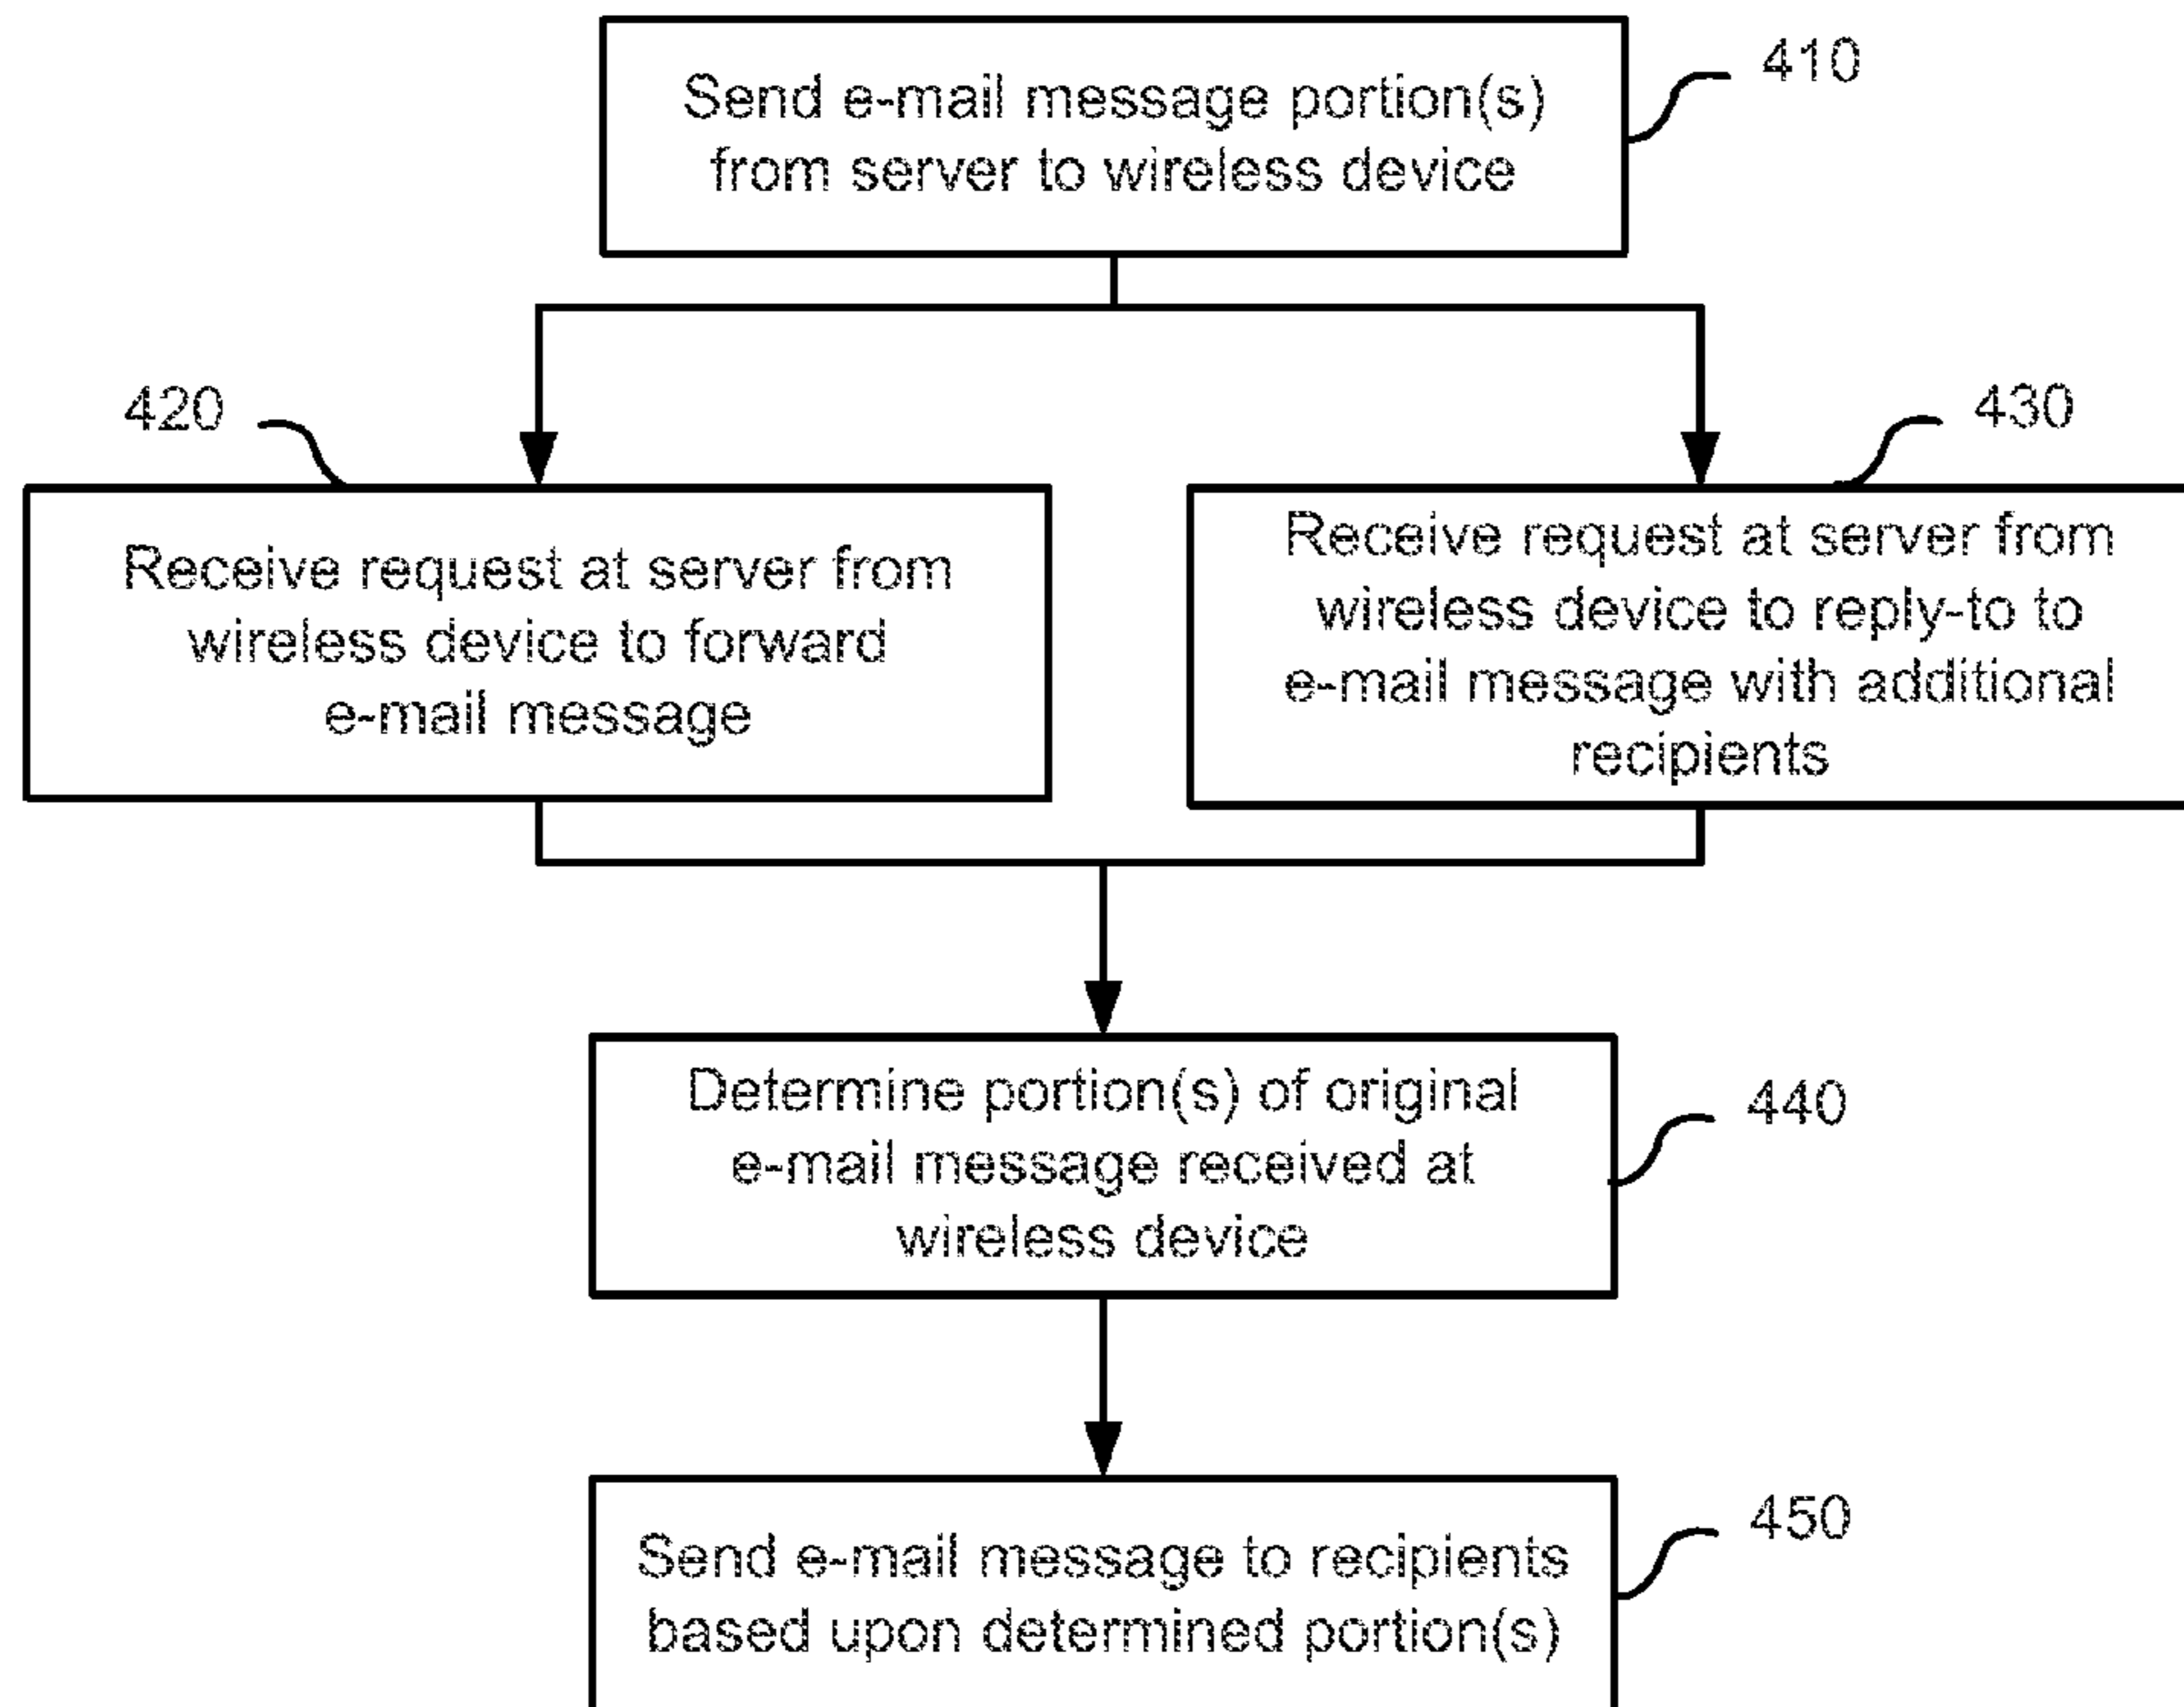 Send e-mail message portion(s)
from server to wireless device
410
420
Receive request at server from
wireless device to forward
e-mail message
430
Receive request at server from
wireless device to reply-to to
e-mail message with additional
recipients
Determine portion(s) of original
e-mail message received at
wireless device
440
Send e-mail message to recipients
based upon determined portion(s)
450